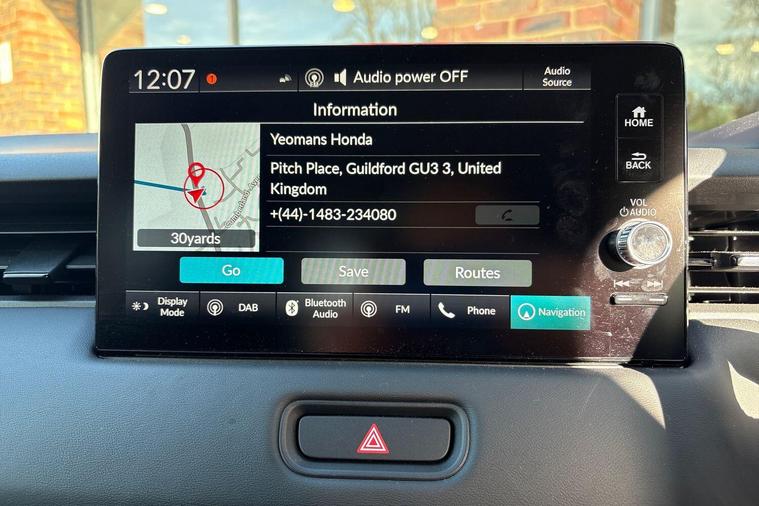 12:07
Audio power OFF
Audio
Source
Information
Yeomans Honda
Pitch Place, Guildford GU3 3, United
Kingdom
+(44)-1483-234080
30yards
Go
Save
Routes
Display
Mode
DAB
Bluetooth
Audio
FM
Phone
Navigation
HOME
BACK
VOL
AUDIO